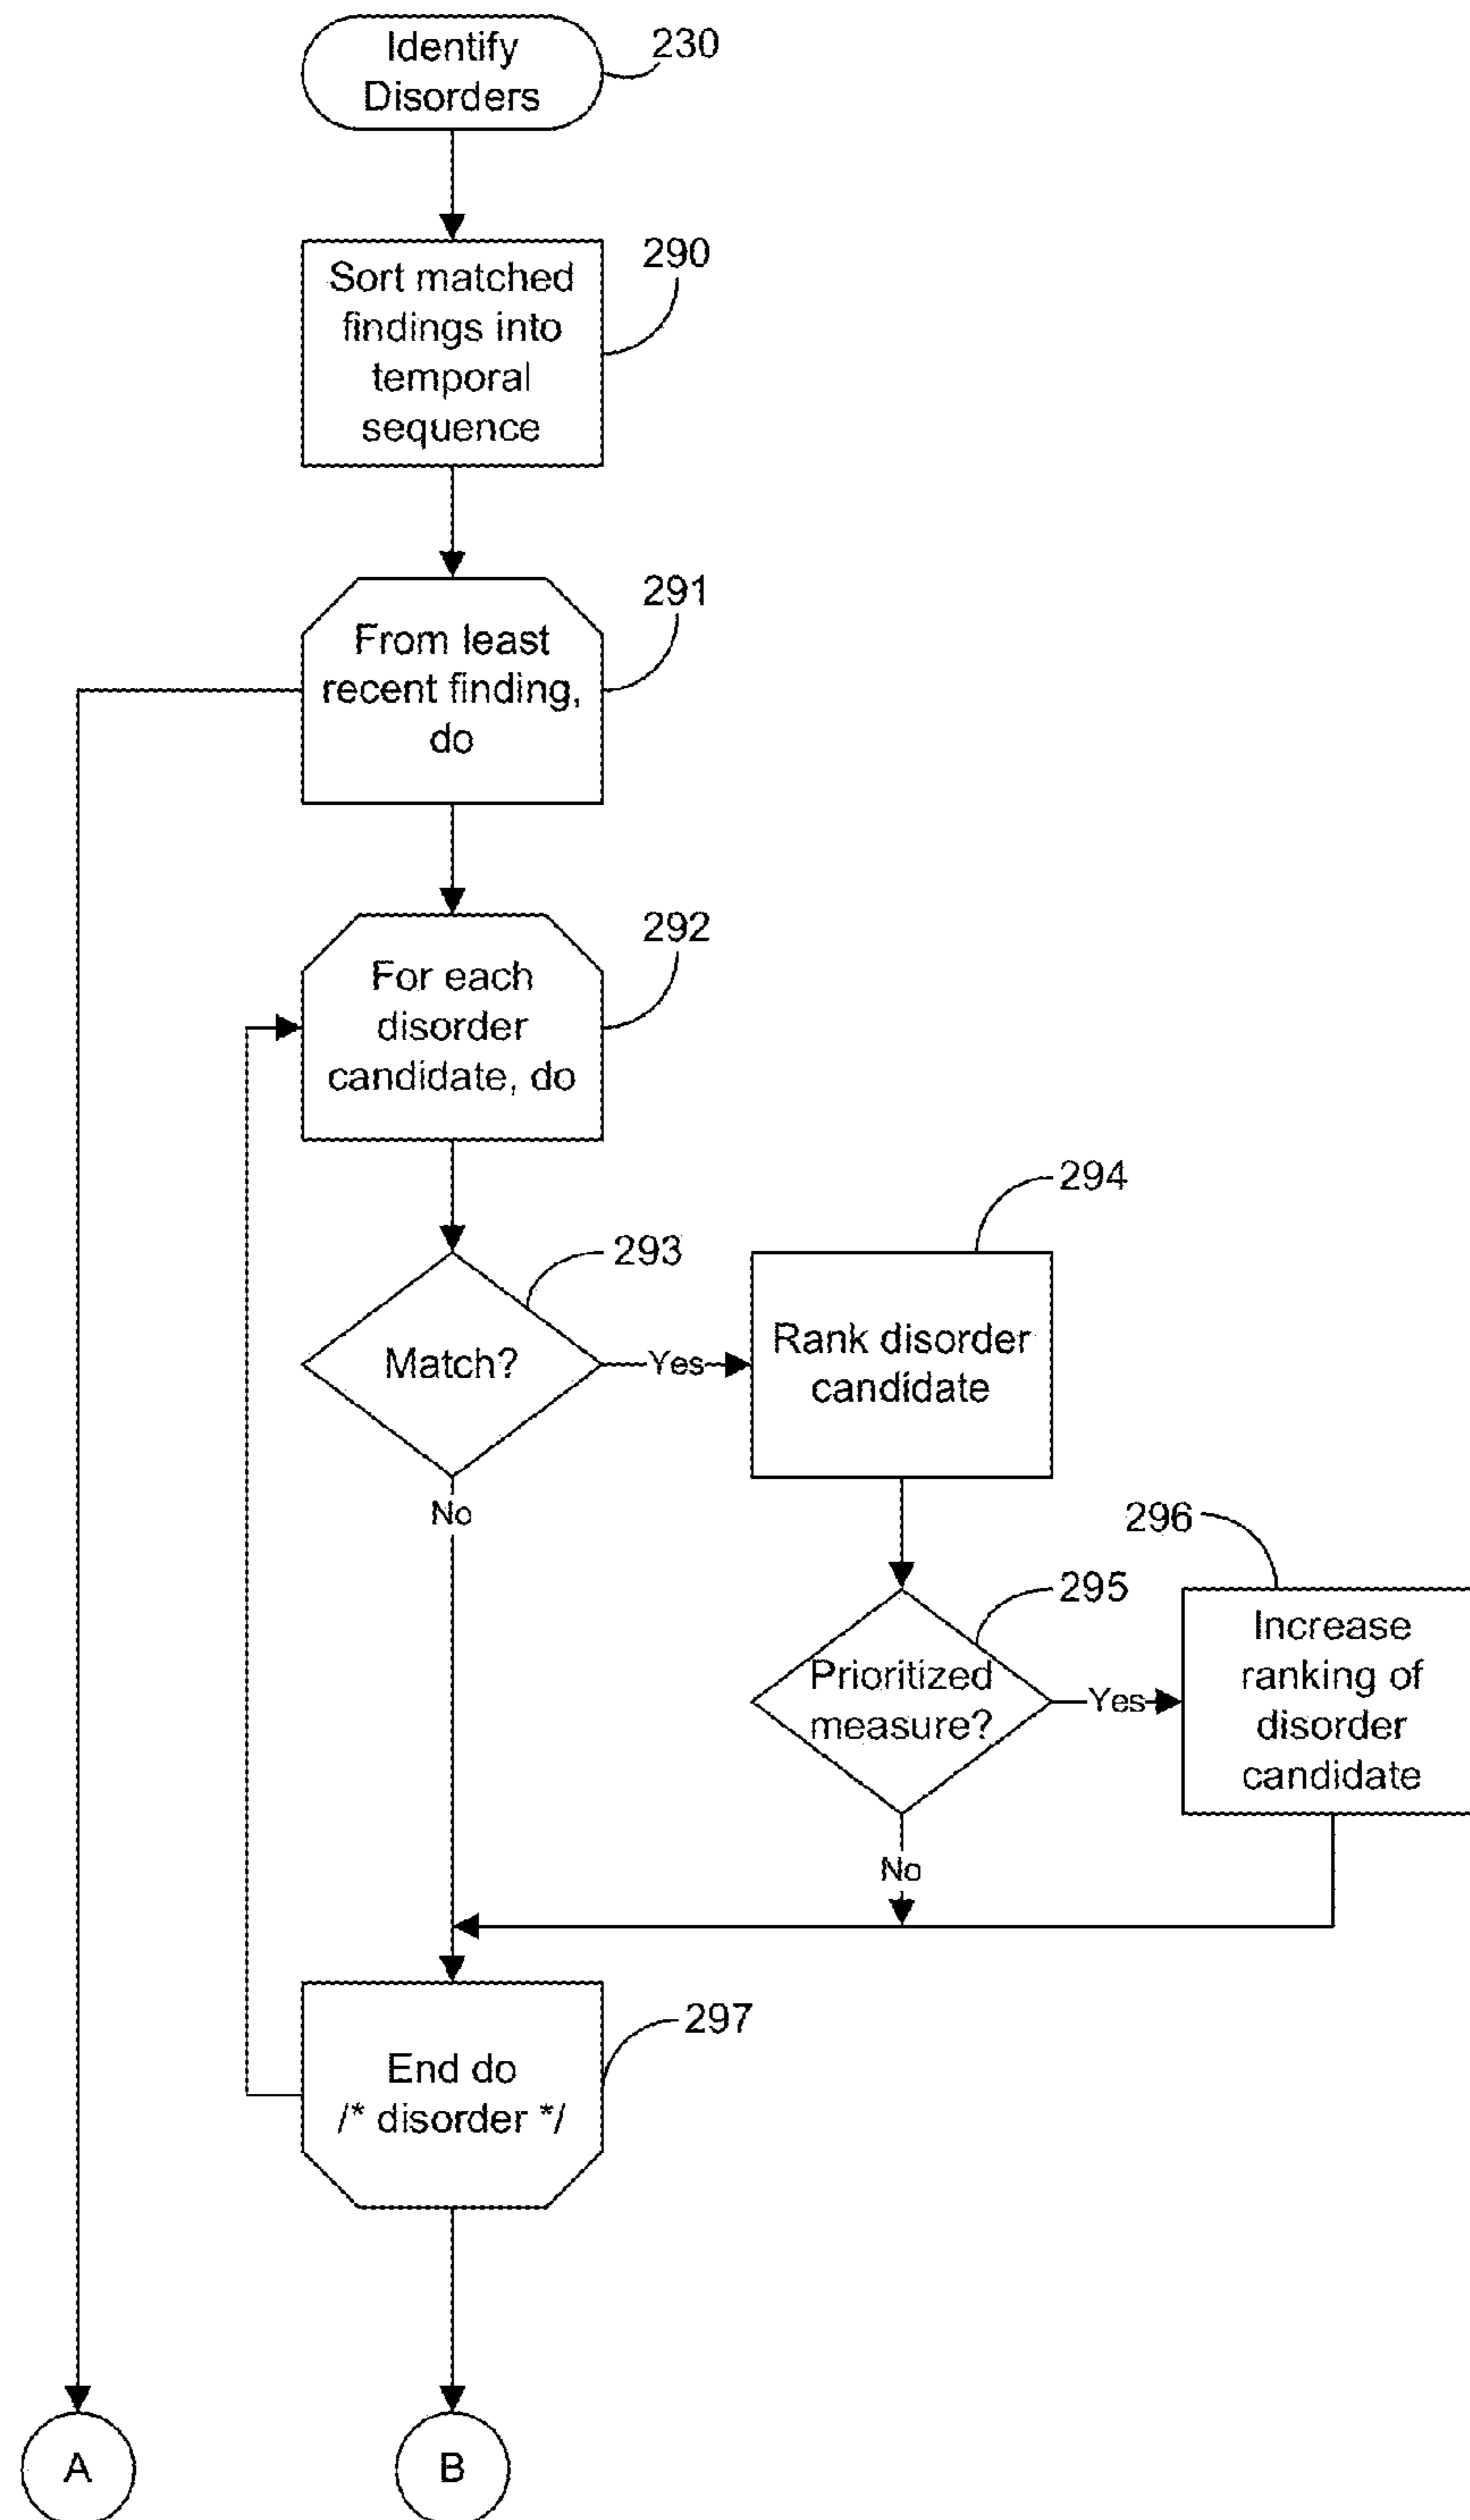 Identify
Disorders
230
Sort matched
findings into
temporal
sequence
290
From least
recent finding,
do
291
For each
disorder
candidate, do
292
Match?
293
Yes
No
Rank disorder
candidate
294
Prioritized
measure?
295
Yes
No
Increase
ranking of
disorder
candidate
296
End do
/* disorder */
297
A
B